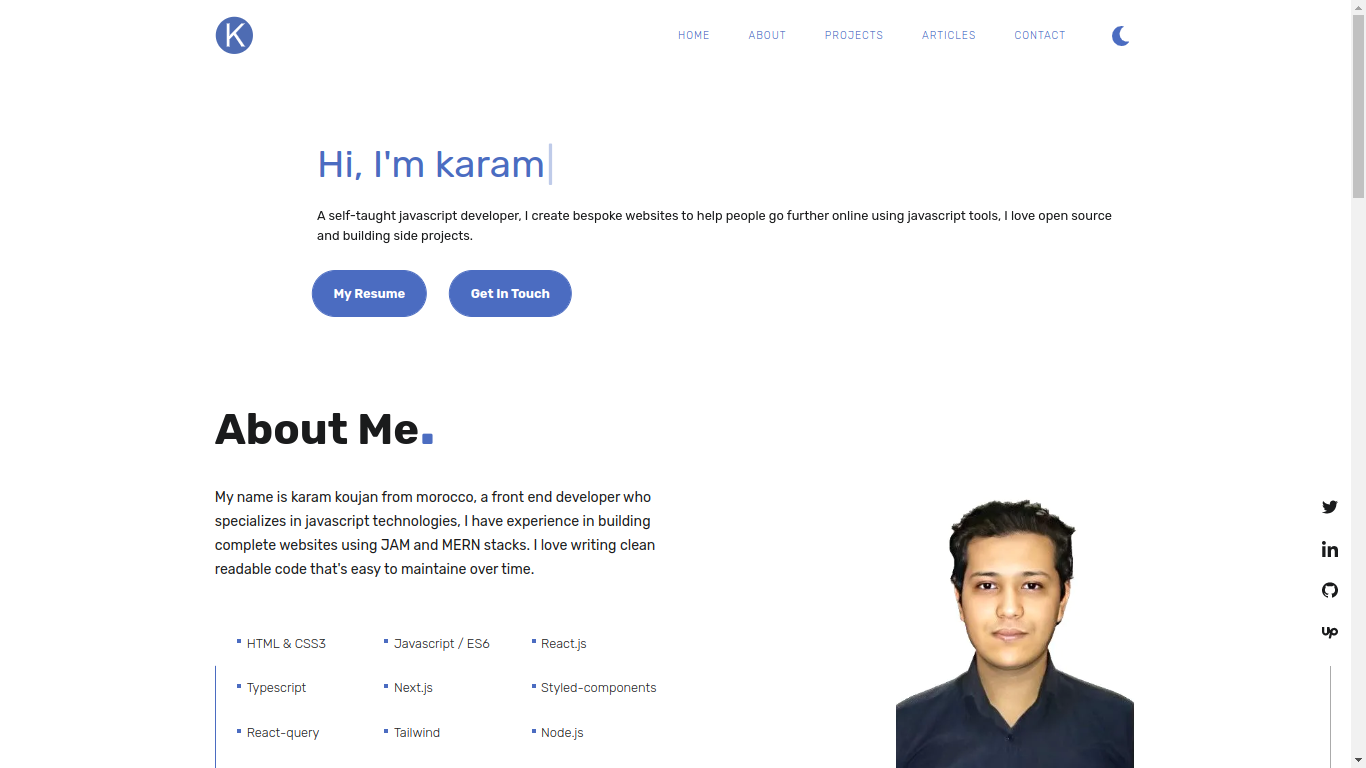 K
HOME ABOUT PROJECTS ARTICLES CONTACT
Hi, I'm karam
A self-taught javascript developer, I create bespoke websites to help people go further online using javascript tools, I love open source
and building side projects.
My Resume Get In Touch
About Me.
My name is karam koujan from morocco, a front end developer who
specializes in javascript technologies, I have experience in building
complete websites using JAM and MERN stacks. I love writing clean
readable code that's easy to maintaine over time.
HTML & CSS3 Javascript / ES6 React.js
Typescript Next.js Styled-components
React-query Tailwind Node.js